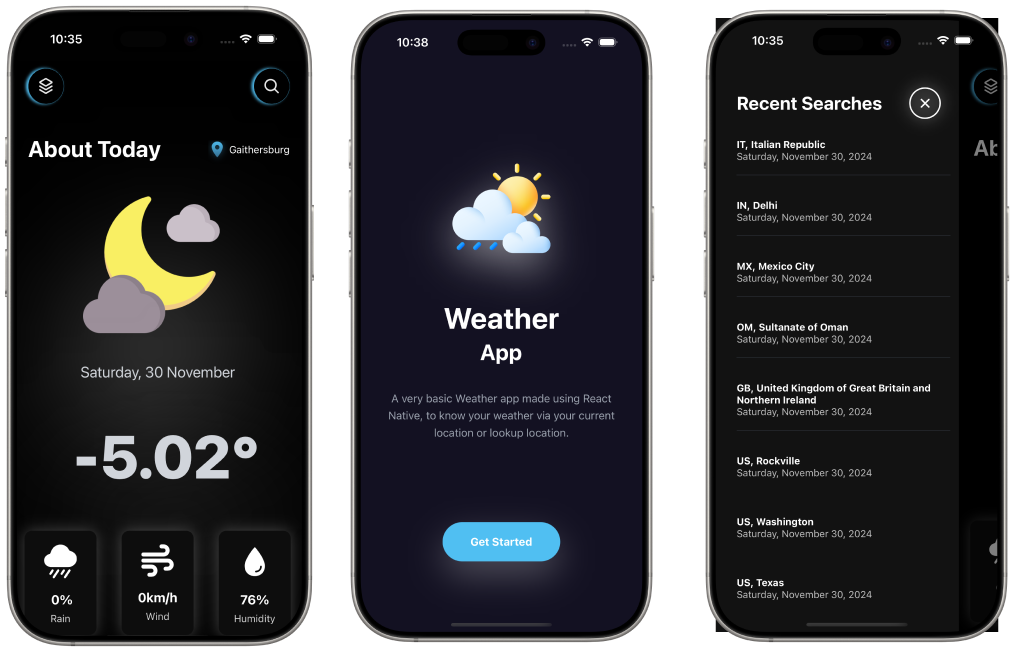 10:35
About Today
Gaithersburg
Saturday, 30 November
-5.02°
0%
Rain
0km/h
Wind
76%
Humidity
10:38
Weather
App
A very basic Weather app made using React
Native, to know your weather via your current
location or lookup location.
Get Started
10:35
Recent Searches
IT, Italian Republic
Saturday, November 30, 2024
IN, Delhi
Saturday, November 30, 2024
MX, Mexico City
Saturday, November 30, 2024
OM, Sultanate of Oman
Saturday, November 30, 2024
GB, United Kingdom of Great Britain and
Northern Ireland
Saturday, November 30, 2024
US, Rockville
Saturday, November 30, 2024
US, Washington
Saturday, November 30, 2024
US, Texas
Saturday, November 30, 2024
Ab